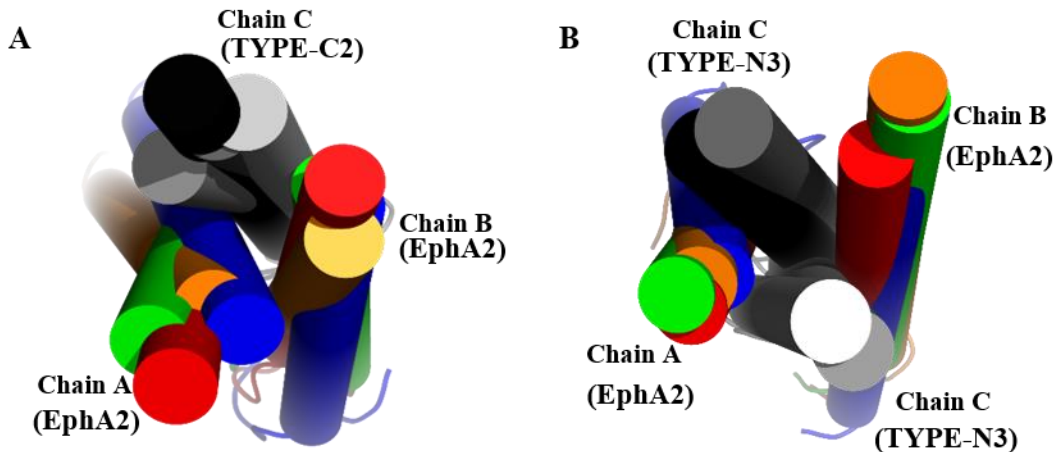 A
Chain C
(TYPE-C2)
Chain B
(EphA2)
Chain A
(EphA2)
B
Chain C
(TYPE-N3)
Chain B
(EphA2)
Chain A
(EphA2)
Chain C
(TYPE-N3)